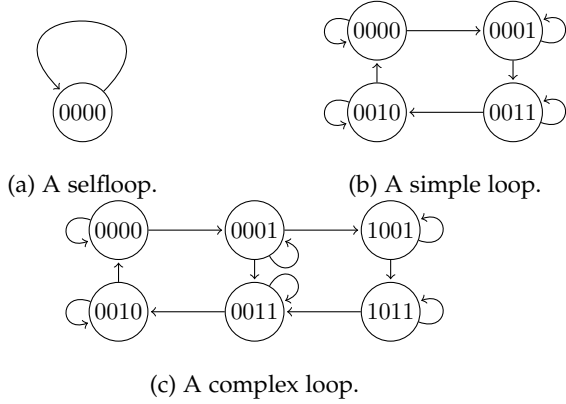 0000
(a) A selfloop.
0000 0001
0010 0011
(b) A simple loop.
0000 0001 1001
0010 0011 1011
(c) A complex loop.